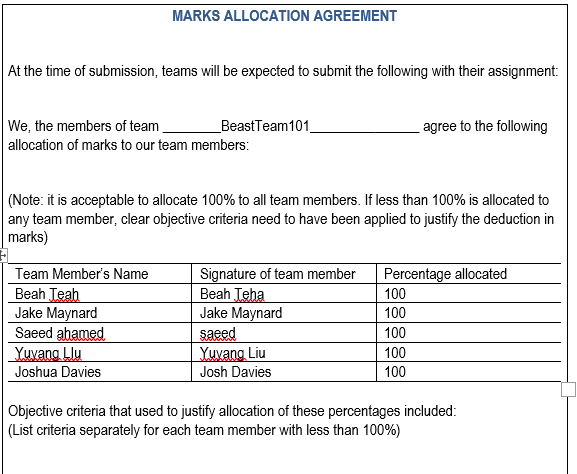 MARKS ALLOCATION AGREEMENT
At the time of submission, teams will be expected to submit the following with their assignment:
We, the members of team ________BeastTeam101_______________ agree to the following
allocation of marks to our team members:
(Note: it is acceptable to allocate 100% to all team members. If less than 100% is allocated to
any team member, clear objective criteria need to have been applied to justify the deduction in
marks)
Team Member's Name Signature of team member Percentage allocated
Beah Teah Beah Teha 100
Jake Maynard Jake Maynard 100
Saeed ahamed saeed 100
Yuvang LIu Yuvang Liu 100
Joshua Davies Josh Davies 100
Objective criteria that used to justify allocation of these percentages included:
(List criteria separately for each team member with less than 100%)